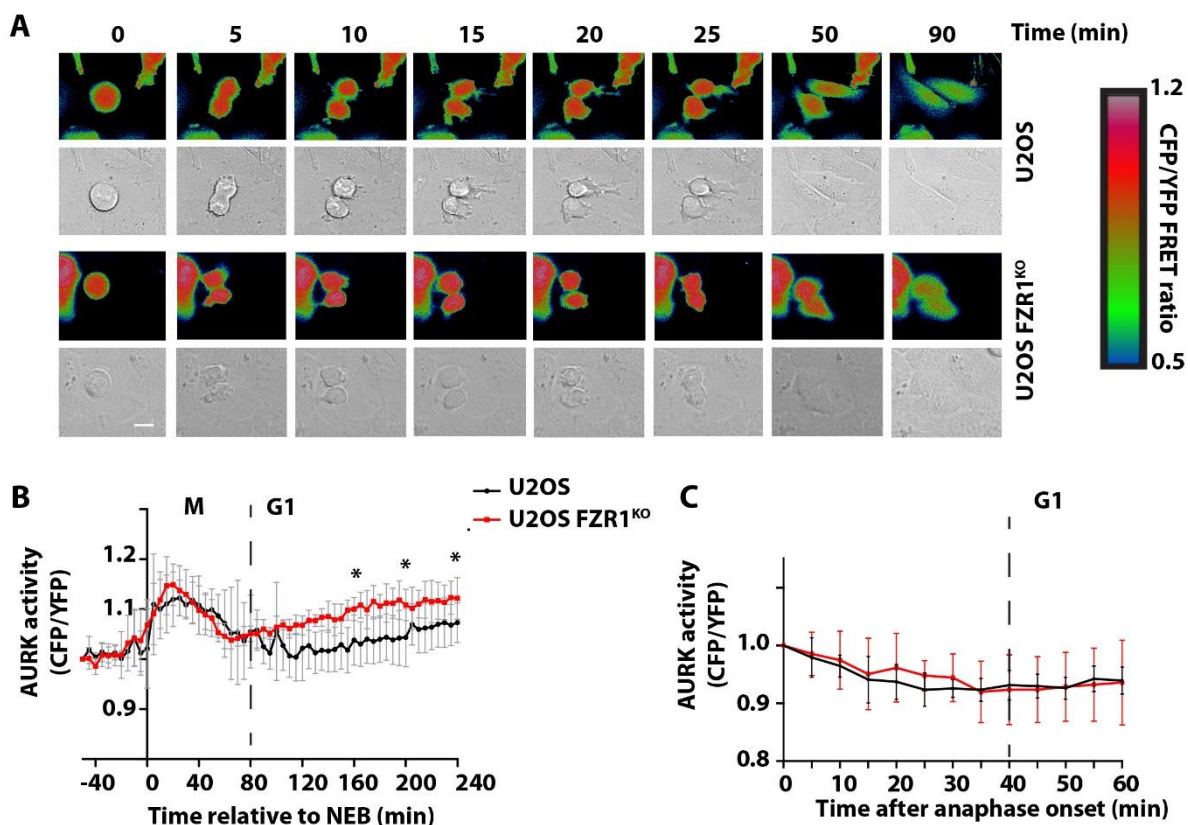 A
0 5 10 15 20 25 50 90 Time (min)
U2OS
U2OS FZR1KO
1.2
CFP/YFP FRET ratio
0.5
B
M G1
U2OS
U2OS FZR1KO
AURK activity
(CFP/YFP)
1.2
1.1
1.0
0.9
* * *
-40 0 40 80 120 160 200 240
Time relative to NEB (min)
C
G1
AURK activity
(CFP/YFP)
1.0
0.9
0.8
0 10 20 30 40 50 60
Time after anaphase onset (min)